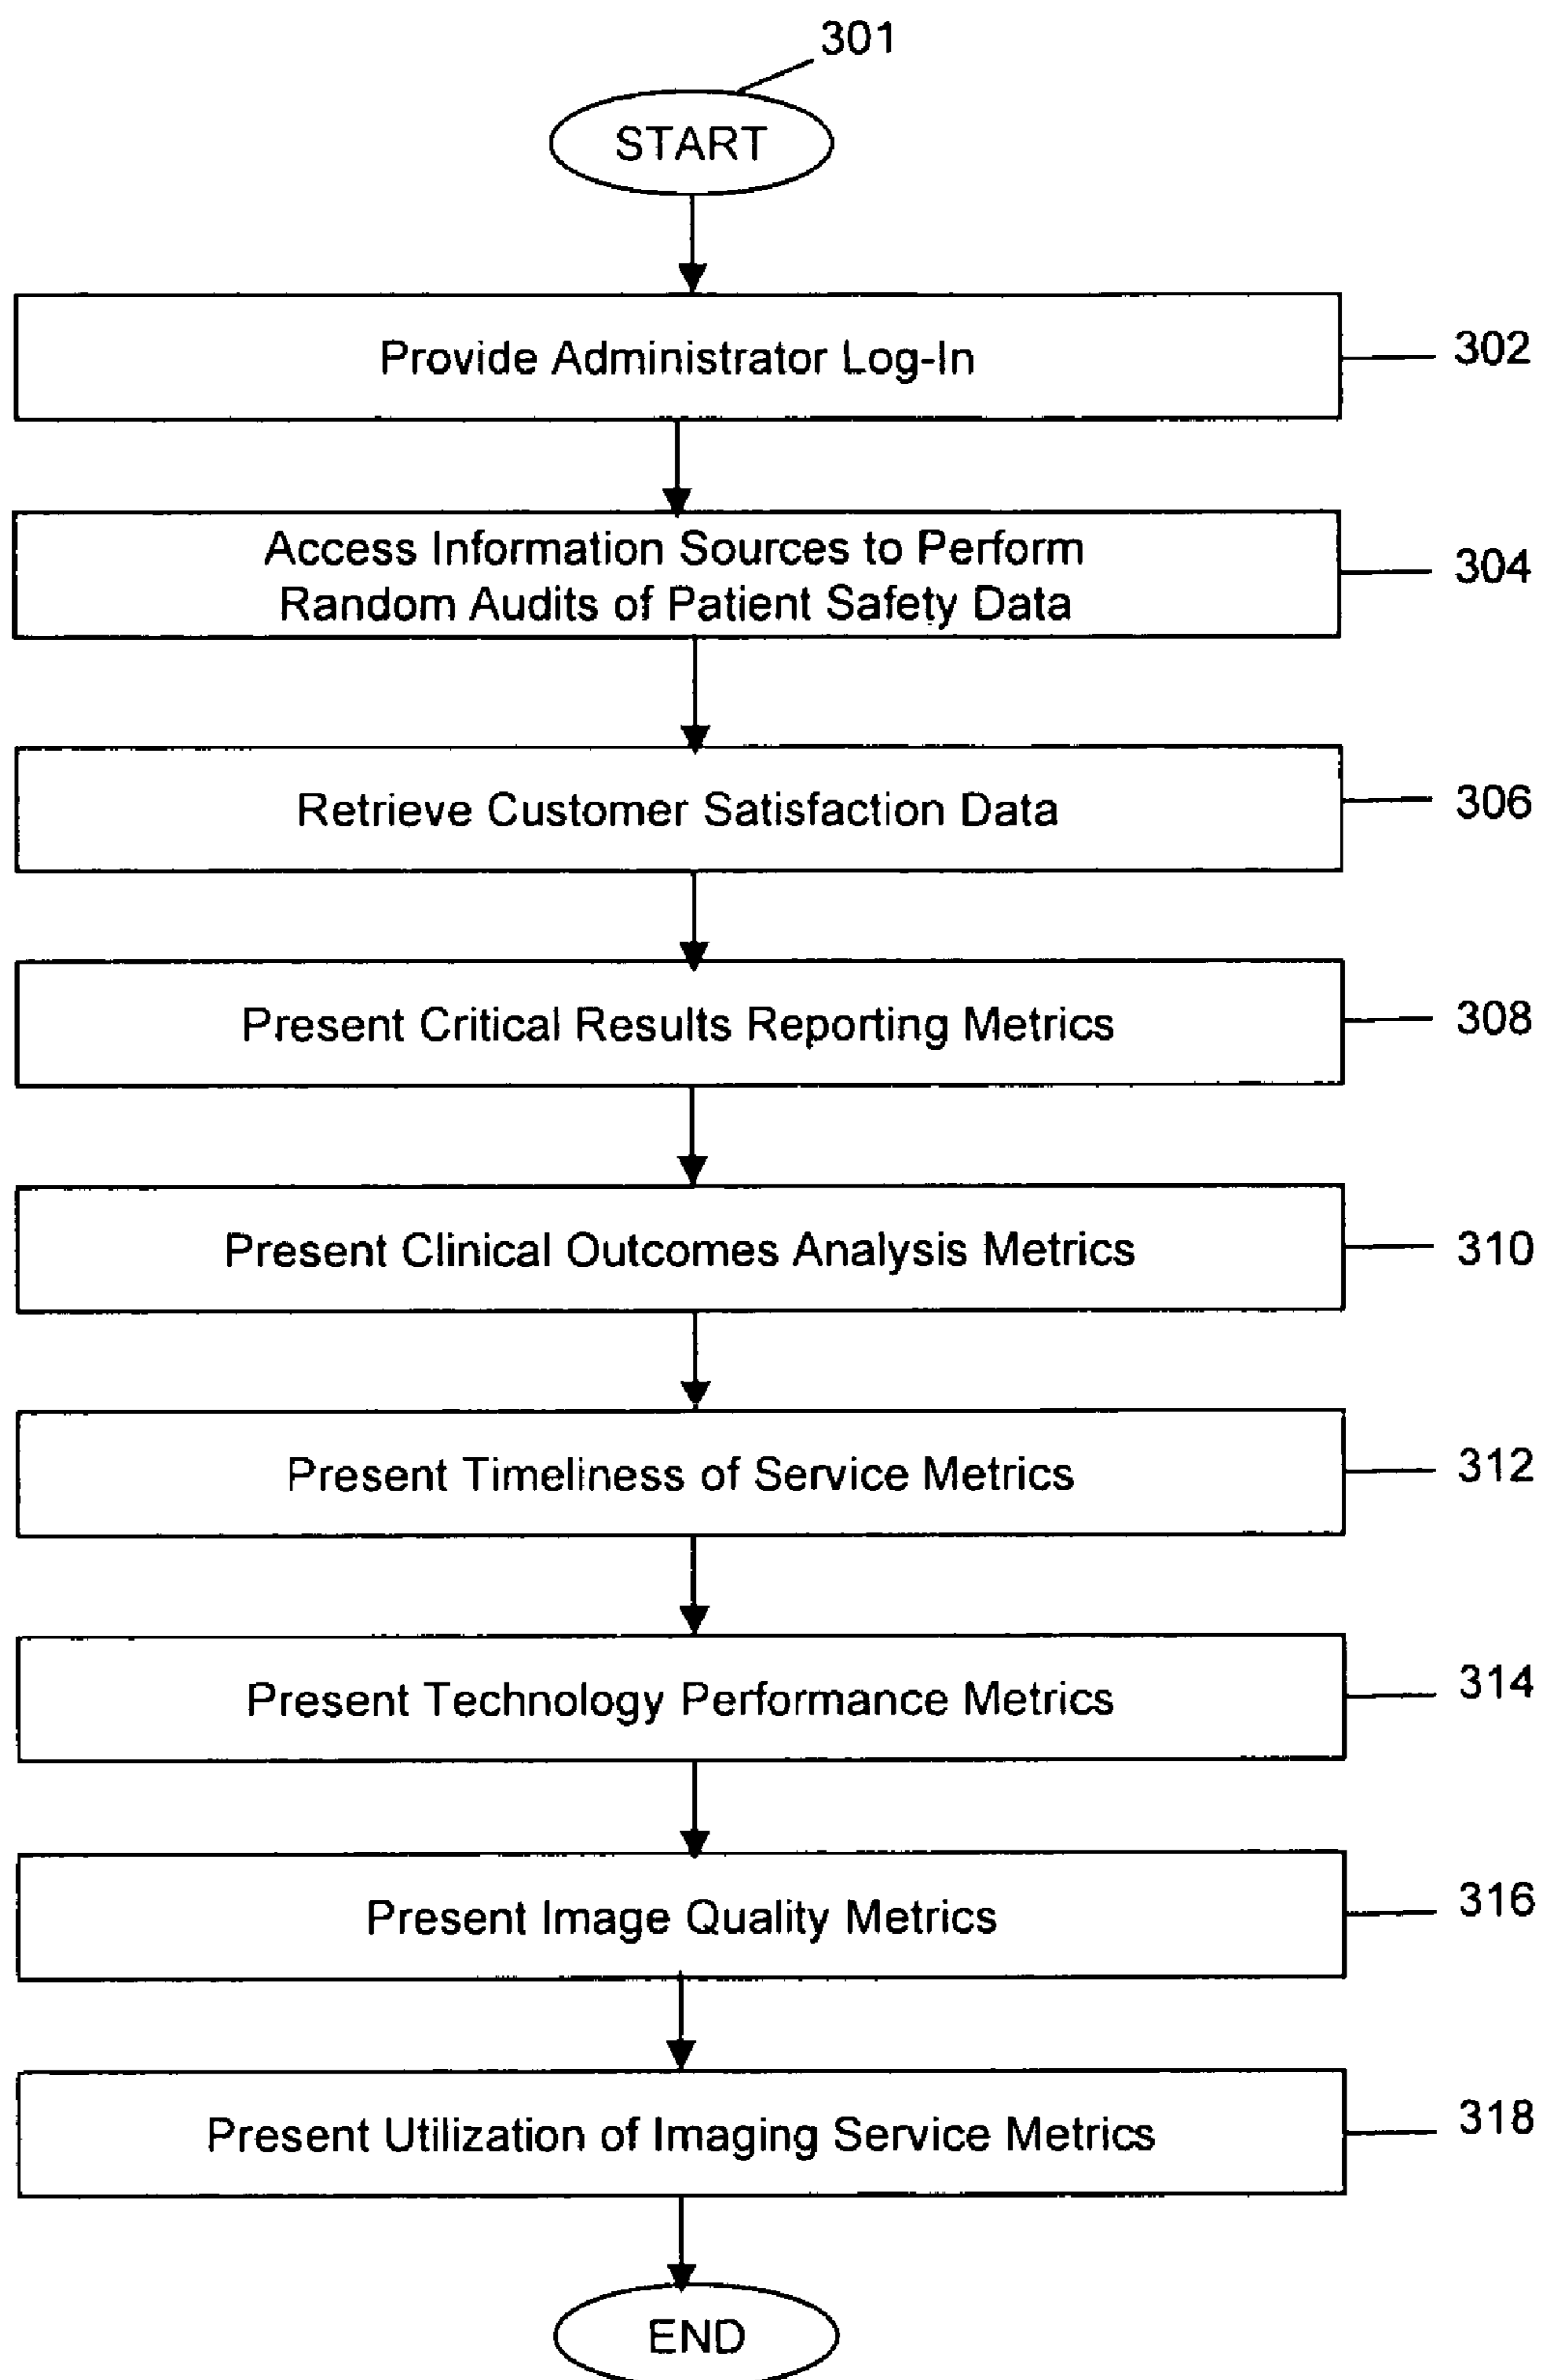 301
START
Provide Administrator Log-In
302
Access Information Sources to Perform
Random Audits of Patient Safety Data
304
Retrieve Customer Satisfaction Data
306
Present Critical Results Reporting Metrics
308
Present Clinical Outcomes Analysis Metrics
310
Present Timeliness of Service Metrics
312
Present Technology Performance Metrics
314
Present Image Quality Metrics
316
Present Utilization of Imaging Service Metrics
318
END